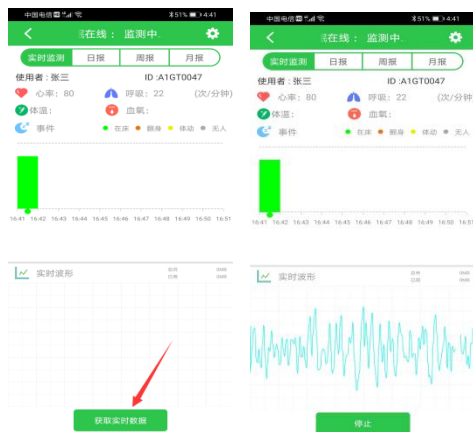 中国电信
51% 4:41
在线： 监测中
实时监测 日报 周报 月报
使用者：张三 ID :A1GT0047
心率：80 呼吸：22 (次/分钟)
体温： 血氧：
事件 在床 翻身 体动 无人
16:41 16:42 16:43 16:44 16:45 16:46 16:47 16:48 16:49 16:50 16:51
实时波形
获取实时数据
中国电信
51% 4:41
在线： 监测中
实时监测 日报 周报 月报
使用者：张三 ID :A1GT0047
心率：80 呼吸：22 (次/分钟)
体温： 血氧：
事件 在床 翻身 体动 无人
16:41 16:42 16:43 16:44 16:45 16:46 16:47 16:48 16:49 16:50 16:51
实时波形
停止